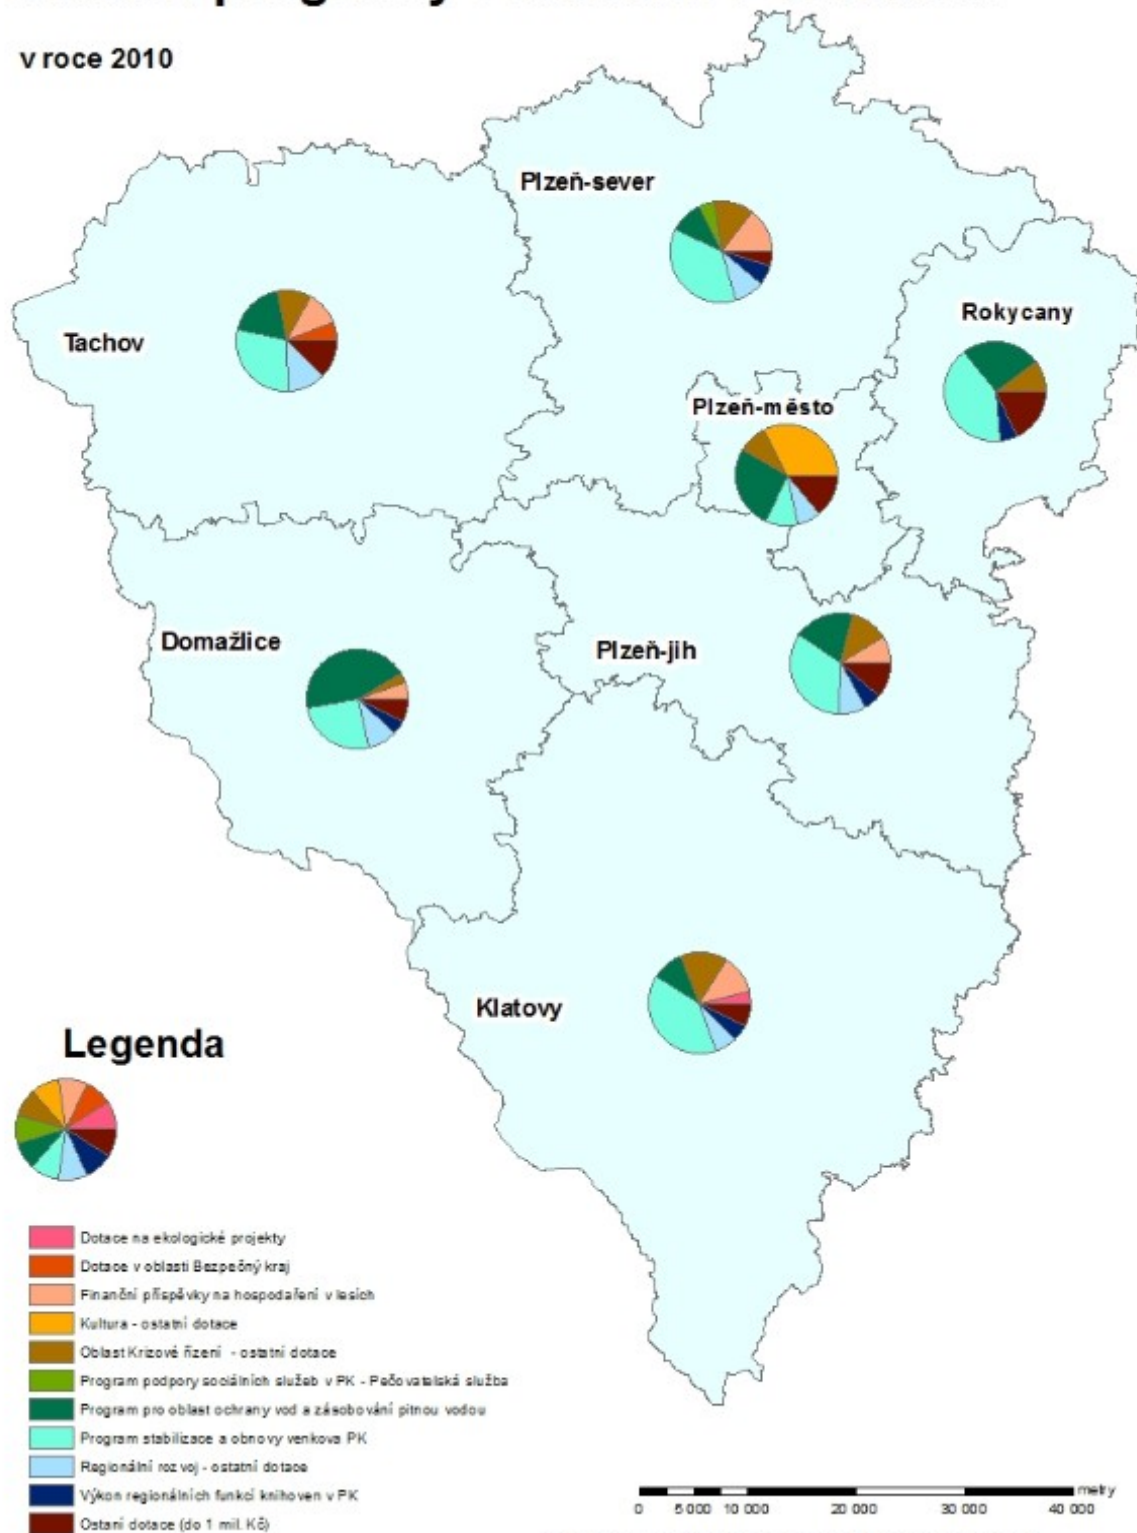 v roce 2010
Plzeň-sever
Rokycany
Tachov
Plzeň-město
Domažlice
Plzeň-jih
Klatovy
Legenda
Dotace na ekologické projekty
Dotace v oblasti Bezpečný kraj
Finanční příspěvky na hospodaření v lesích
Kultura - ostatní dotace
Oblast Krizové řízení - ostatní dotace
Program podpory sociálních služeb v PK - Pečovatelská služba
Program pro oblast ochrany vod a zásobování pitnou vodou
Program stabilizace a obnovy venkova PK
Regionální rozvoj - ostatní dotace
Výkon regionálních funkcí knihoven v PK
Ostaní dotace (do 1 mil. Kč)
metry
0 5 000 10 000 20 000 30 000 40 000